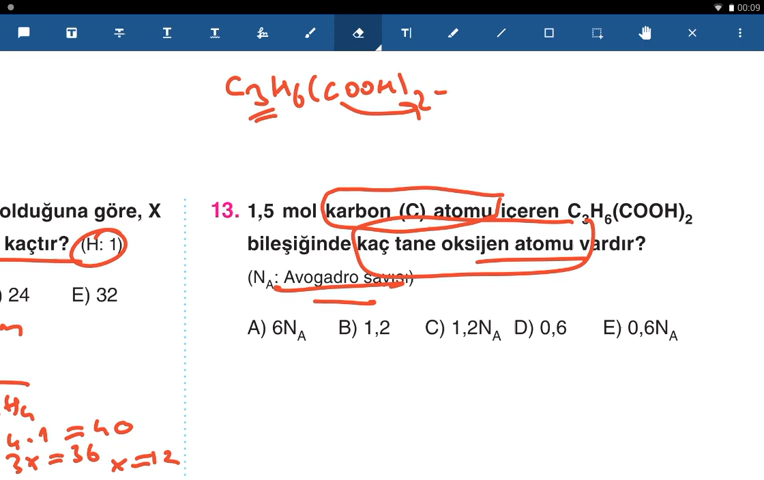 00:09
C3H6(COOH)2 -
olduğuna göre, X
kaçtır? (H: 1)
) 24 E) 32
H4
4.1 = 40
3x = 36 x = 12
13. 1,5 mol karbon (C) atomu içeren C3H6(COOH)2
bileşiğinde kaç tane oksijen atomu vardır?
(NA: Avogadro sayısı)
A) 6NA B) 1,2 C) 1,2NA D) 0,6 E) 0,6NA